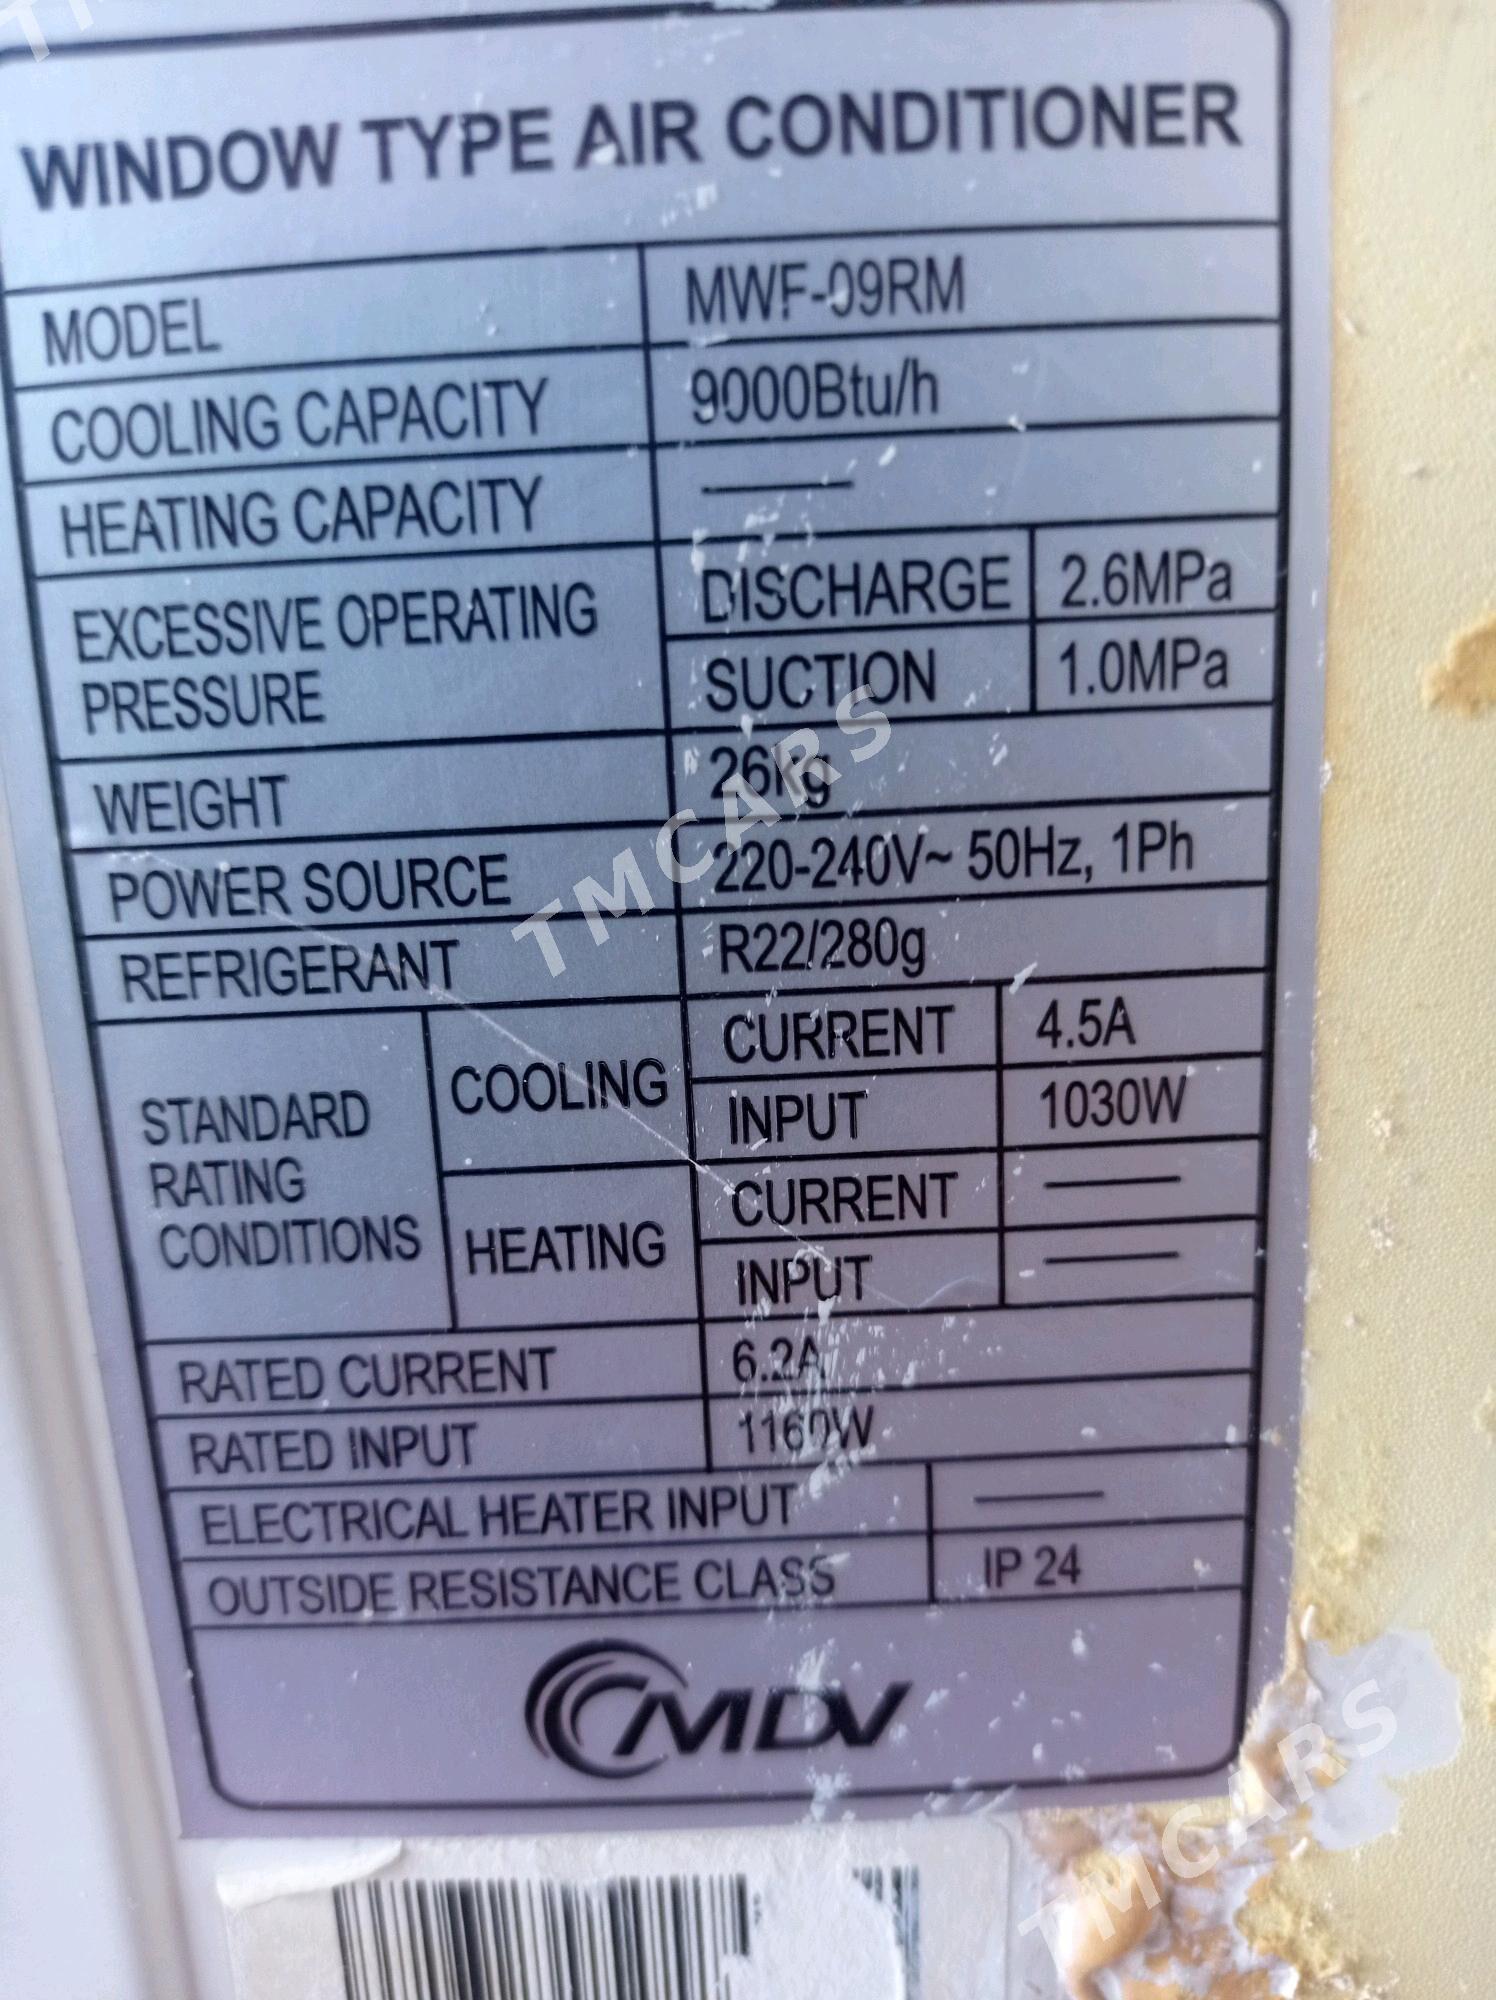 WINDOW TYPE AIR CONDITIONER
MODEL MWF-09RM
COOLING CAPACITY 9000Btu/h
HEATING CAPACITY ——
EXCESSIVE OPERATING PRESSURE DISCHARGE 2.6MPa
SUCTION 1.0MPa
WEIGHT 26kg
POWER SOURCE 220-240V~ 50Hz, 1Ph
REFRIGERANT R22/280g
STANDARD RATING CONDITIONS COOLING CURRENT 4.5A
INPUT 1030W
HEATING CURRENT ——
INPUT ——
RATED CURRENT 6.2A
RATED INPUT 1160W
ELECTRICAL HEATER INPUT ——
OUTSIDE RESISTANCE CLASS IP 24
MDV
TMCARS
TMCARS